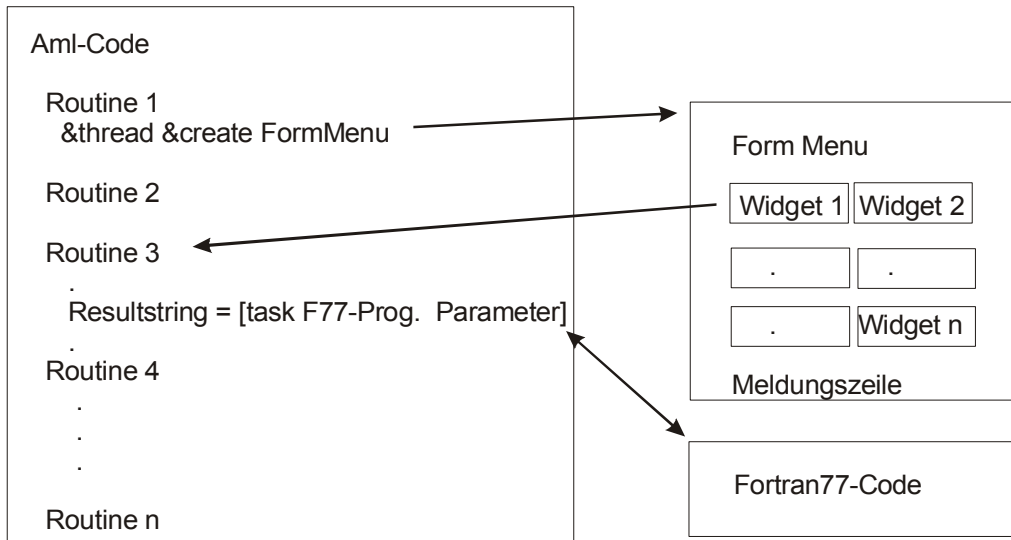 Aml-Code
Routine 1
&thread &create FormMenu
Routine 2
Routine 3
.
Resultstring = [task F77-Prog. Parameter]
.
Routine 4
.
.
.
Routine n
Form Menu
Widget 1 Widget 2
. .
. Widget n
Meldungszeile
Fortran77-Code